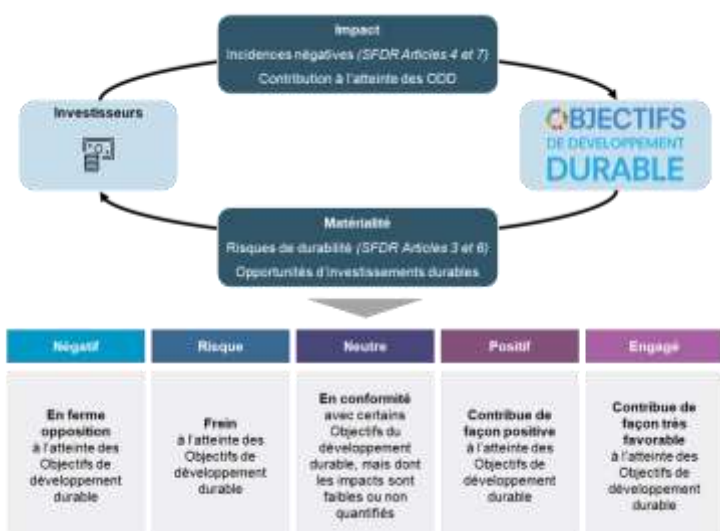 Impact
Incidences négatives (SFDR Articles 4 et 7)
Contribution à l'atteinte des ODD
Investisseurs
OBJECTIFS
DE DÉVELOPPEMENT
DURABLE
Matérialité
Risques de durabilité (SFDR Articles 3 et 6)
Opportunités d'investissements durables
Négatif
Risque
Neutre
Positif
Engagé
En ferme
opposition
à l'atteinte des
Objectifs de
développement
durable
Frein
à l'atteinte des
Objectifs de
développement
durable
En conformité
avec certains
Objectifs du
développement
durable, mais dont
les impacts sont
faibles ou non
quantifiés
Contribue de
façon positive
à l'atteinte des
Objectifs de
développement
durable
Contribue de
façon très
favorable
à l'atteinte des
Objectifs de
développement
durable